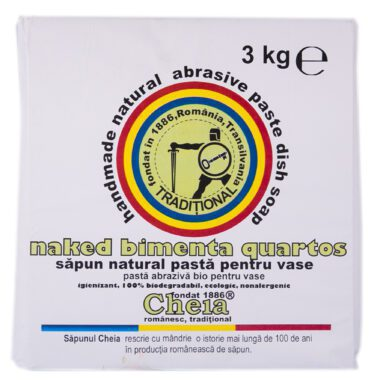 3 kg ℮
handmade natural abrasive paste dish soap
fondat în 1886, România, Transilvania
TRADIȚIONAL
naked bimenta quartos
săpun natural pastă pentru vase
pastă abrazivă bio pentru vase
igienizant, 100% biodegradabil, ecologic, nonalergenic
fondat 1886®
Cheia
românesc, tradițional
Săpunul Cheia rescrie cu mândrie o istorie mai lungă de 100 de ani
în producția românească de săpun.